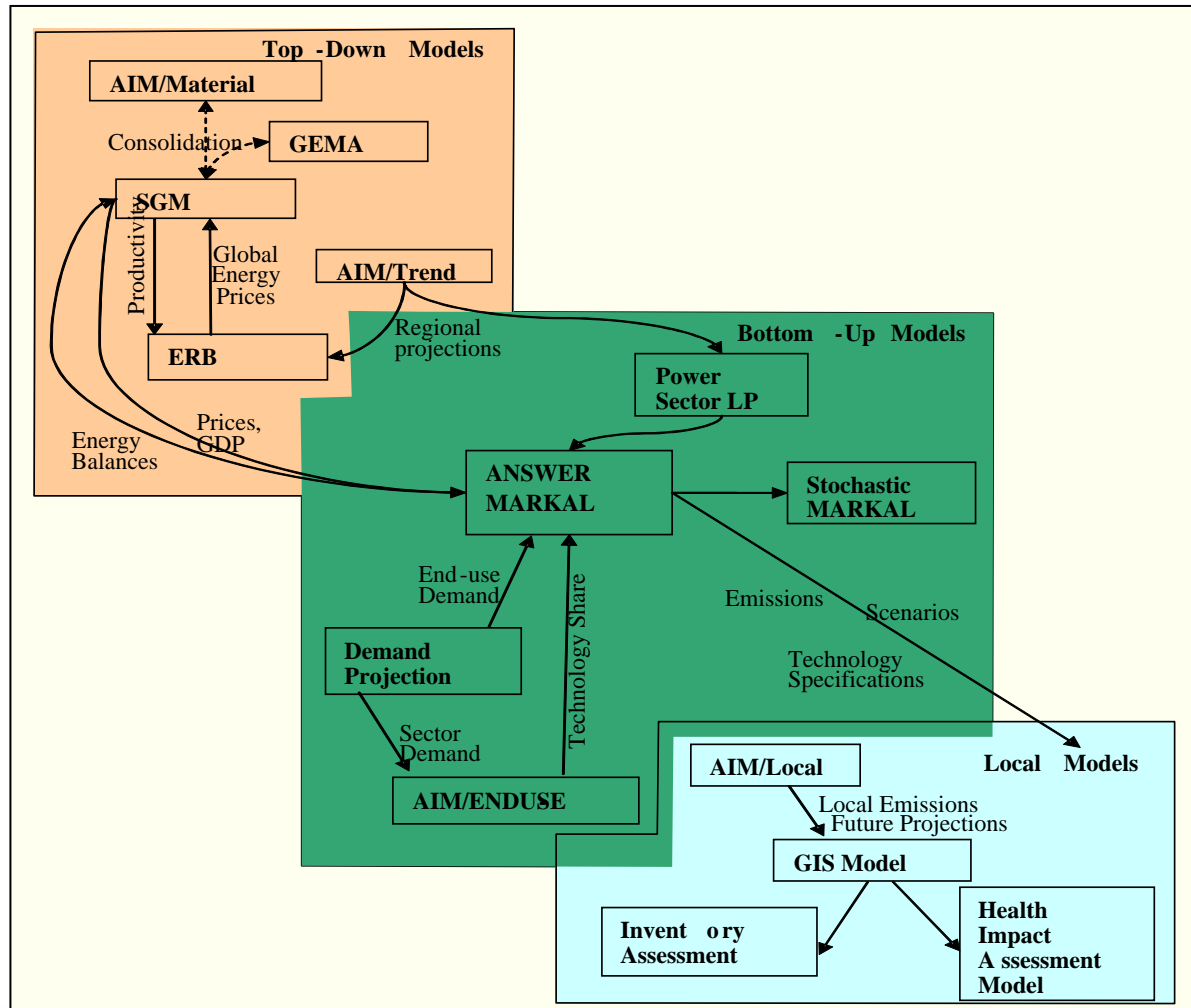 Top -Down Models
AIM/Material
Consolidation
GEMA
SGM
Productivity
Global
Energy
Prices
AIM/Trend
ERB
Regional
projections
Bottom -Up Models
Power
Sector LP
Energy
Balances
Prices,
GDP
ANSWER
MARKAL
Stochastic
MARKAL
End-use
Demand
Technology Share
Emissions
Scenarios
Demand
Projection
Technology
Specifications
Sector
Demand
AIM/ENDUSE
AIM/Local
Local Models
Local Emissions
Future Projections
GIS Model
Invent o ry
Assessment
Health
Impact
A ssessment
Model